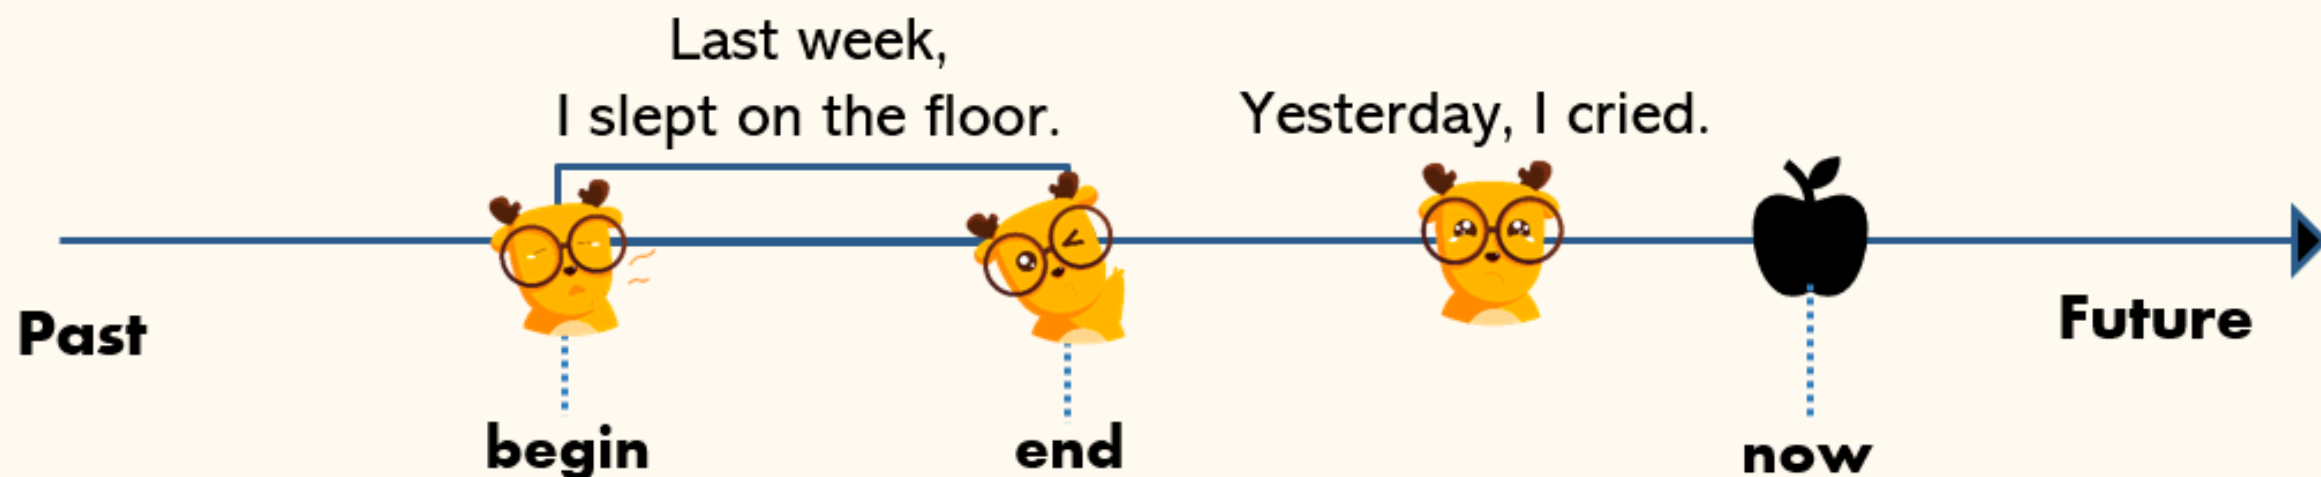 Last week,
I slept on the floor.
Yesterday, I cried.
Past
Future
begin
end
now